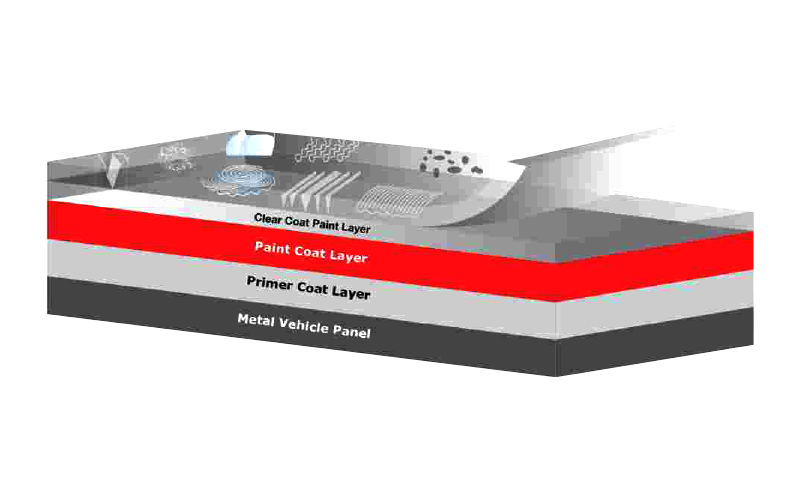 Clear Coat Paint Layer
Paint Coat Layer
Primer Coat Layer
Metal Vehicle Panel